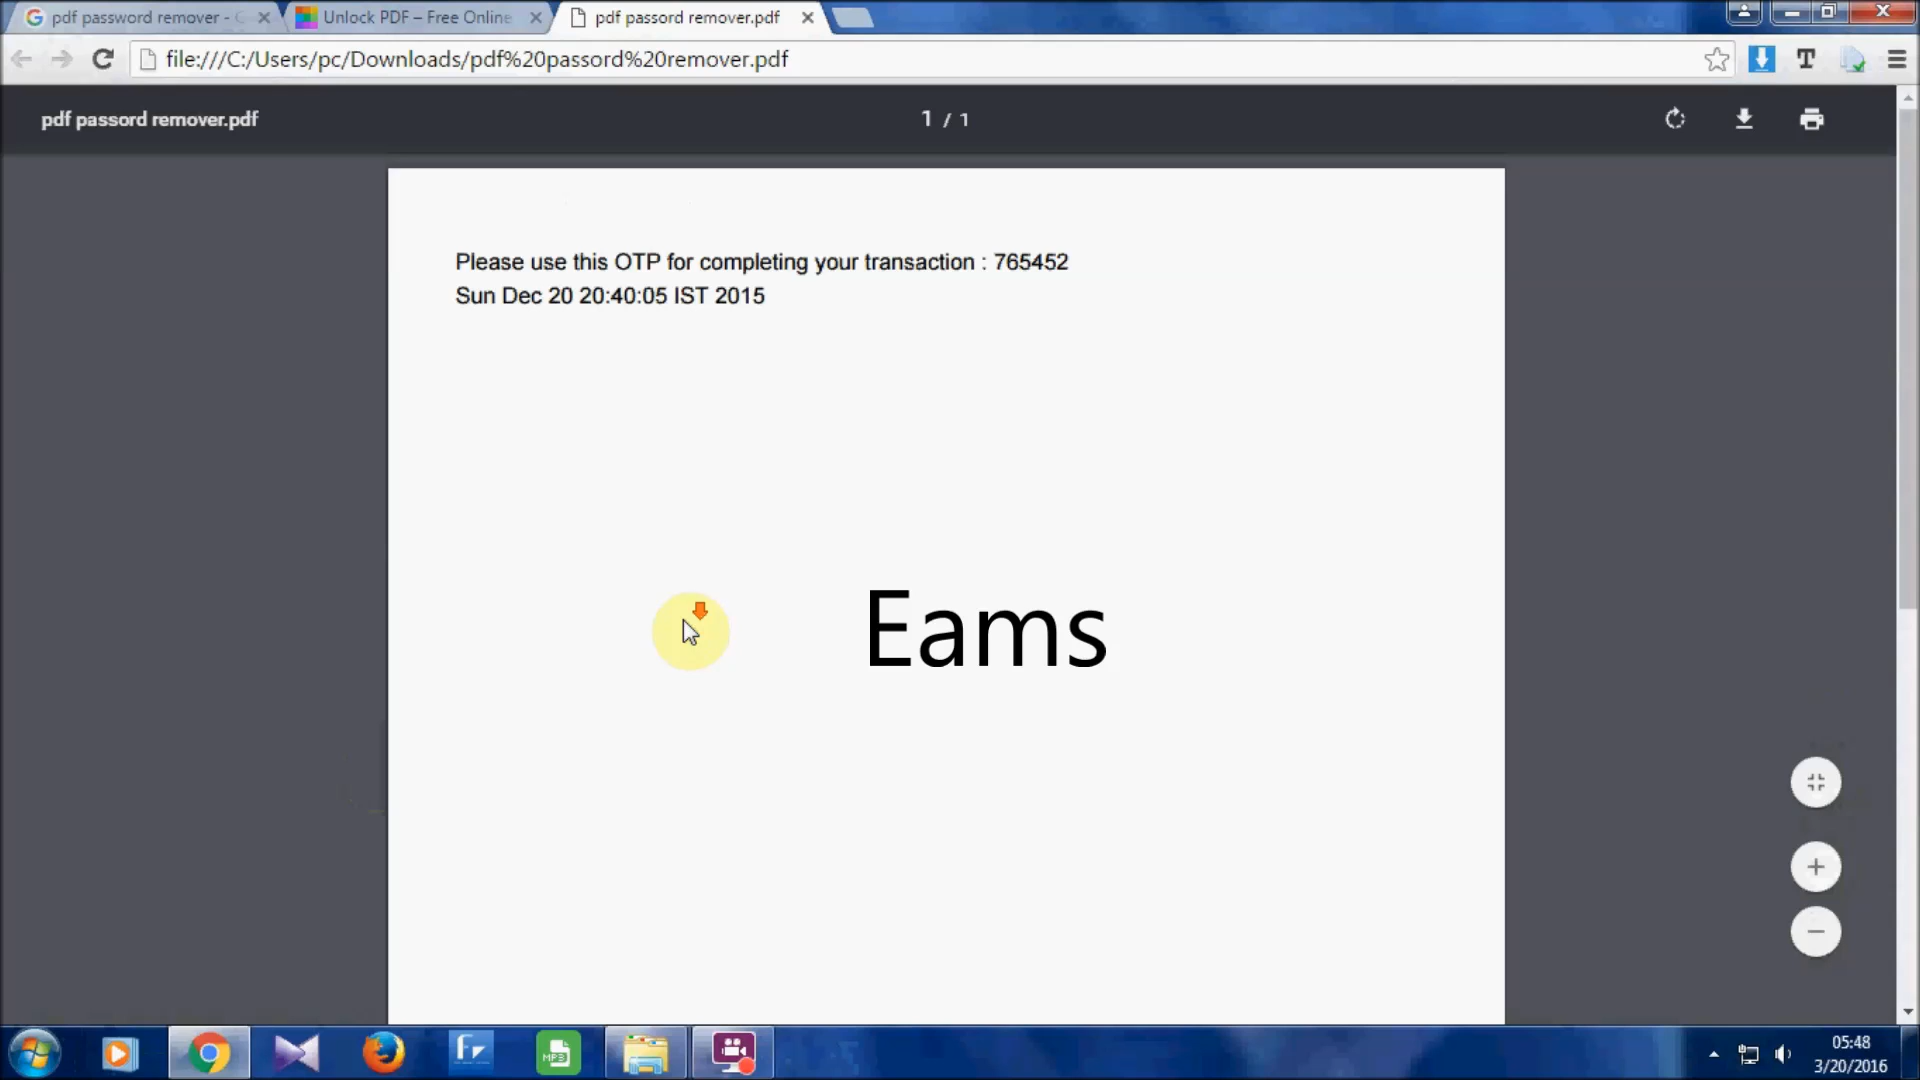 pdf password remover - G
Unlock PDF – Free Online
pdf passord remover.pdf
file:///C:/Users/pc/Downloads/pdf%20passord%20remover.pdf
T
pdf passord remover.pdf
1 / 1
Please use this OTP for completing your transaction : 765452
Sun Dec 20 20:40:05 IST 2015
Eams
MP3
05:48
3/20/2016